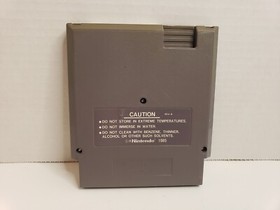 CAUTION
•DO NOT STORE IN EXTREME TEMPERATURES.
•DO NOT IMMERSE IN WATER.
•DO NOT CLEAN WITH BENZENE, THINNER,
ALCOHOL OR OTHER SUCH SOLVENTS.
Nintendo 1985